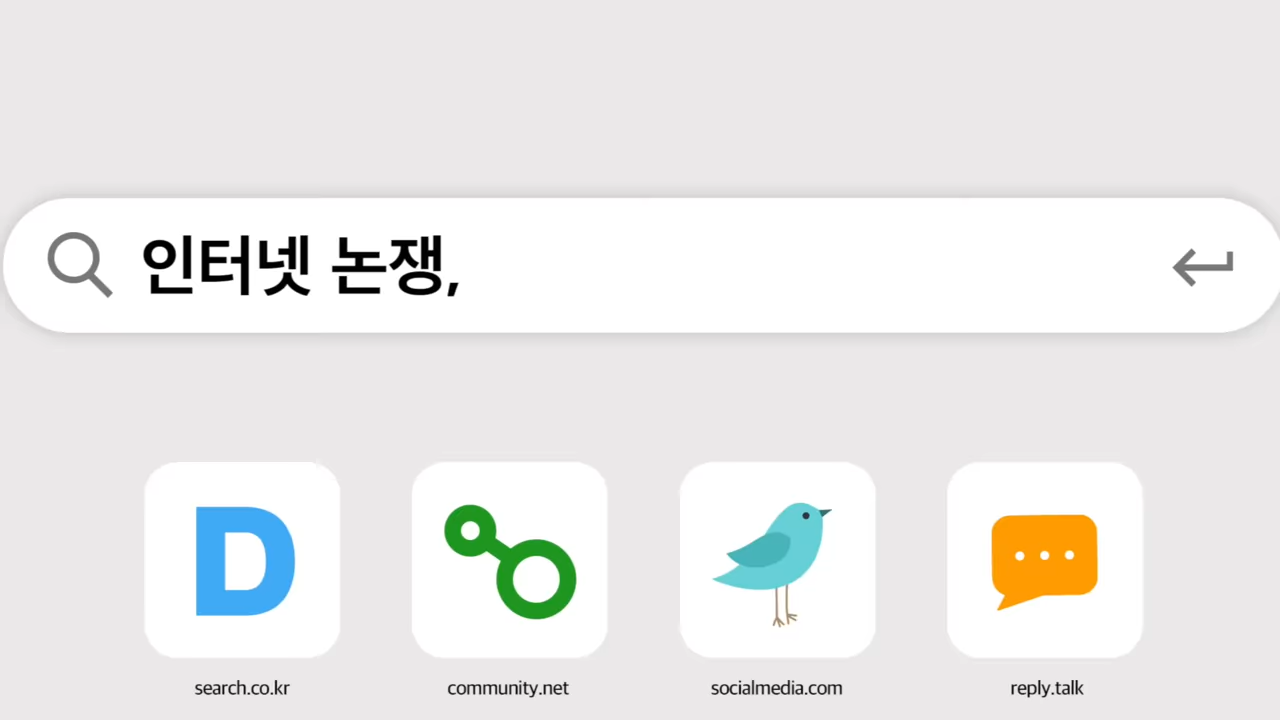 인터넷 논쟁,
D
search.co.kr
community.net
socialmedia.com
reply.talk